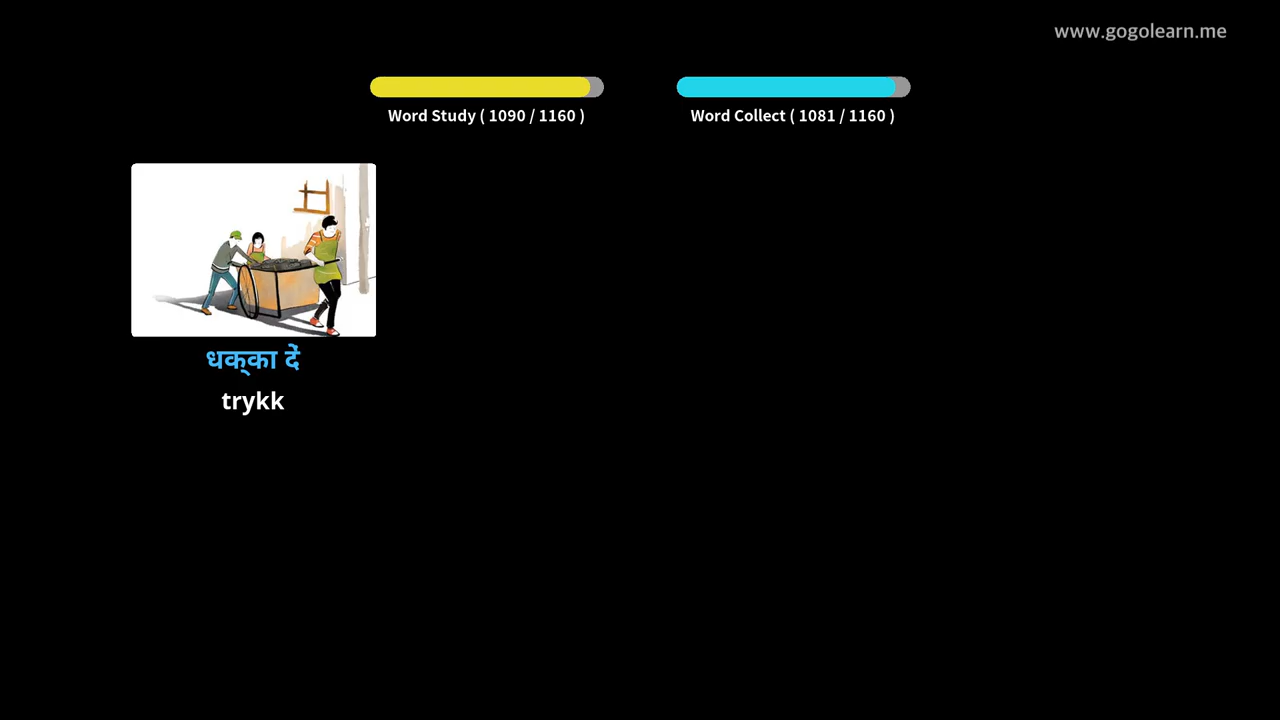 www.gogolearn.me
Word Study ( 1090 / 1160 )
Word Collect ( 1081 / 1160 )
धक्का दें
trykk